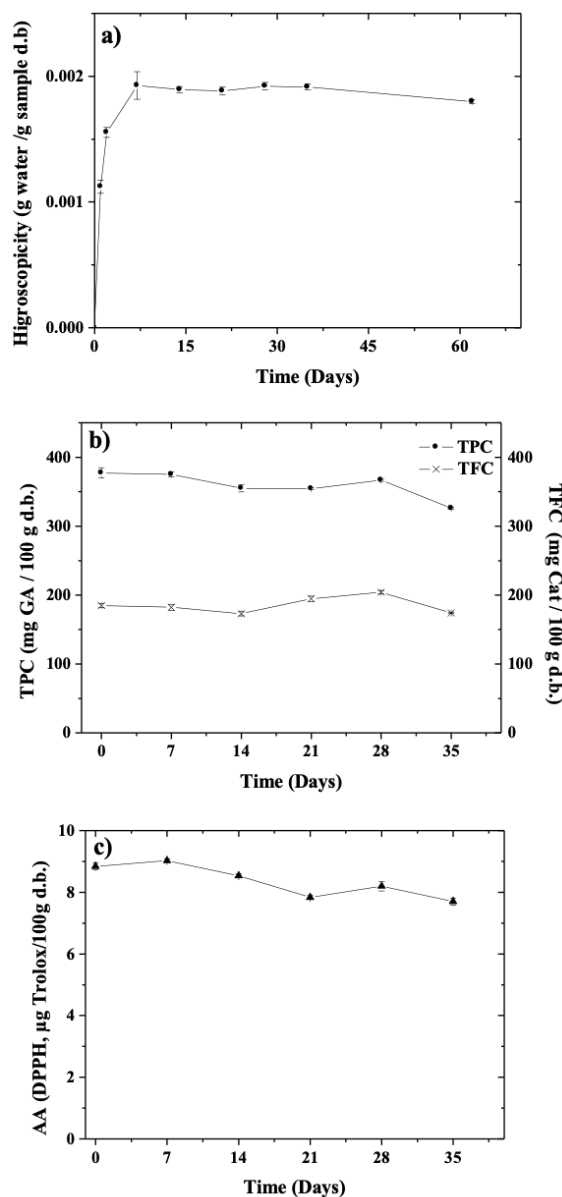 a)
Higroscopicity (g water /g sample d.b)
0.002
0.001
0.000
0 15 30 45 60
Time (Days)
b)
TPC
TFC
TPC (mg GA / 100 g d.b.)
400
300
200
100
0
400
300
200
100
0
TFC (mg Cat / 100 g d.b.)
0 7 14 21 28 35
Time (Days)
c)
AA (DPPH, µg Trolox/100g d.b.)
10
8
6
4
2
0
0 7 14 21 28 35
Time (Days)